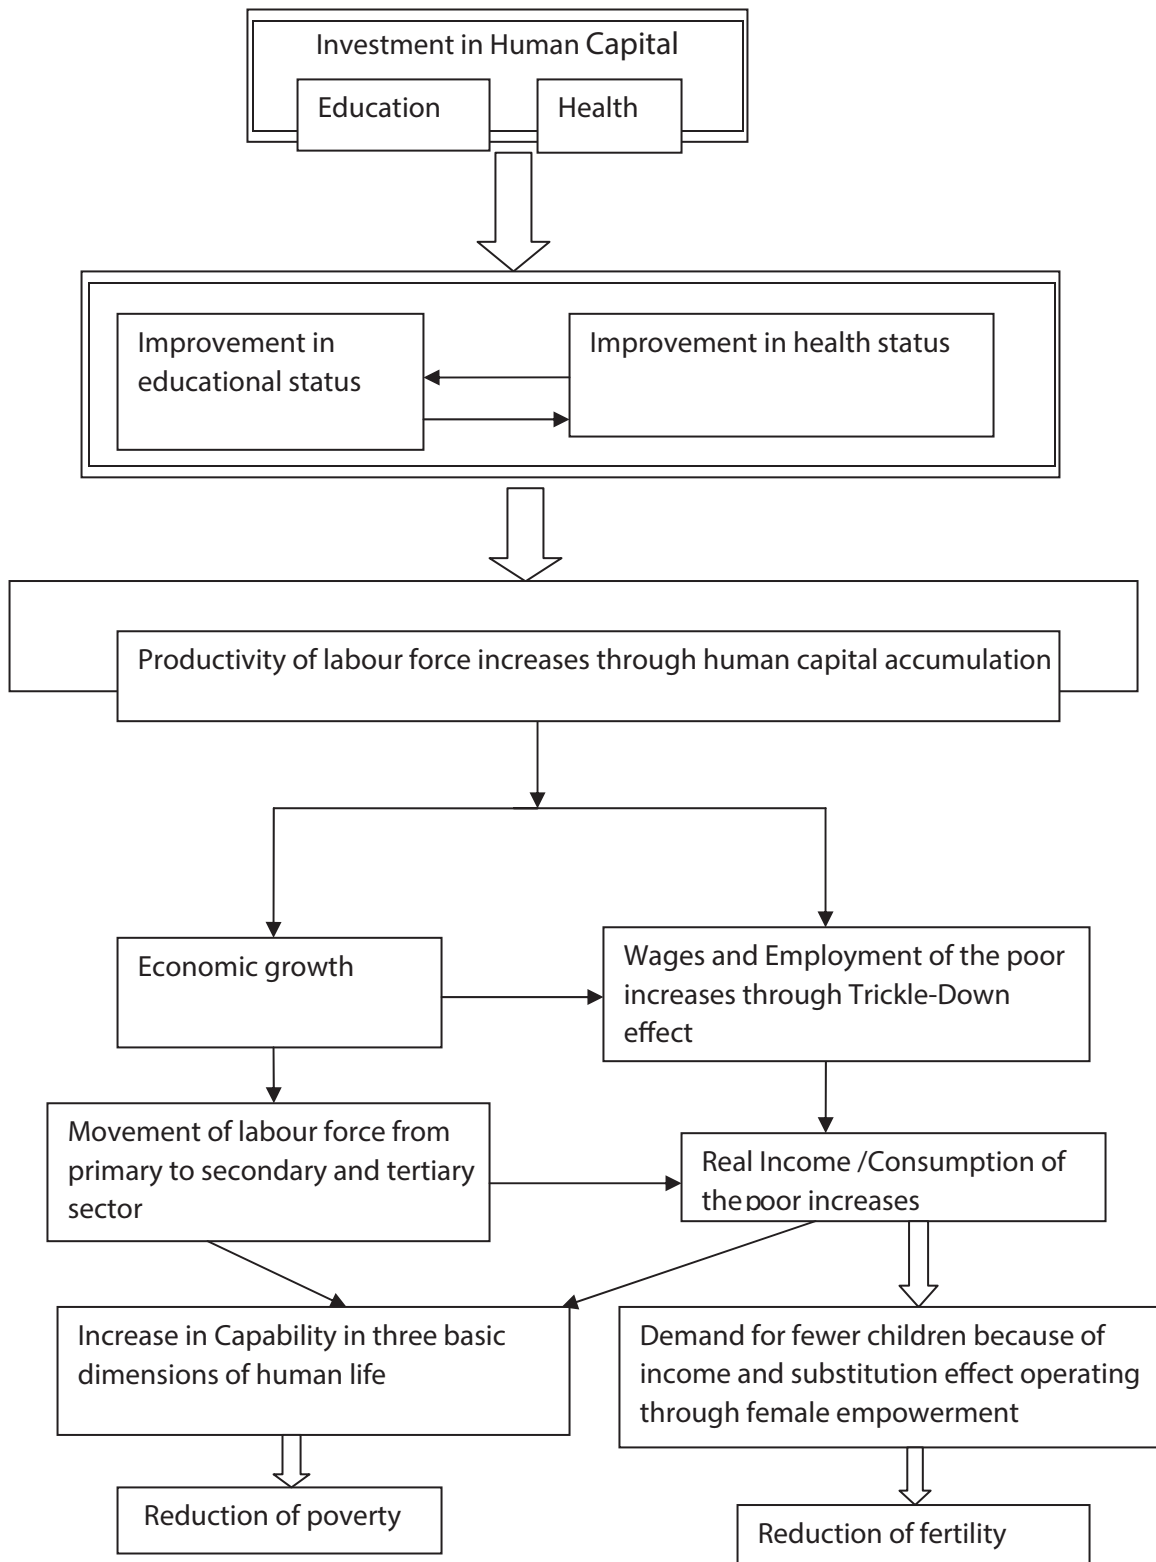 Investment in Human Capital
Education
Health
Improvement in
educational status
Improvement in health status
Productivity of labour force increases through human capital accumulation
Economic growth
Wages and Employment of the poor
increases through Trickle-Down
effect
Movement of labour force from
primary to secondary and tertiary
sector
Real Income /Consumption of
the poor increases
Increase in Capability in three basic
dimensions of human life
Demand for fewer children because of
income and substitution effect operating
through female empowerment
Reduction of poverty
Reduction of fertility